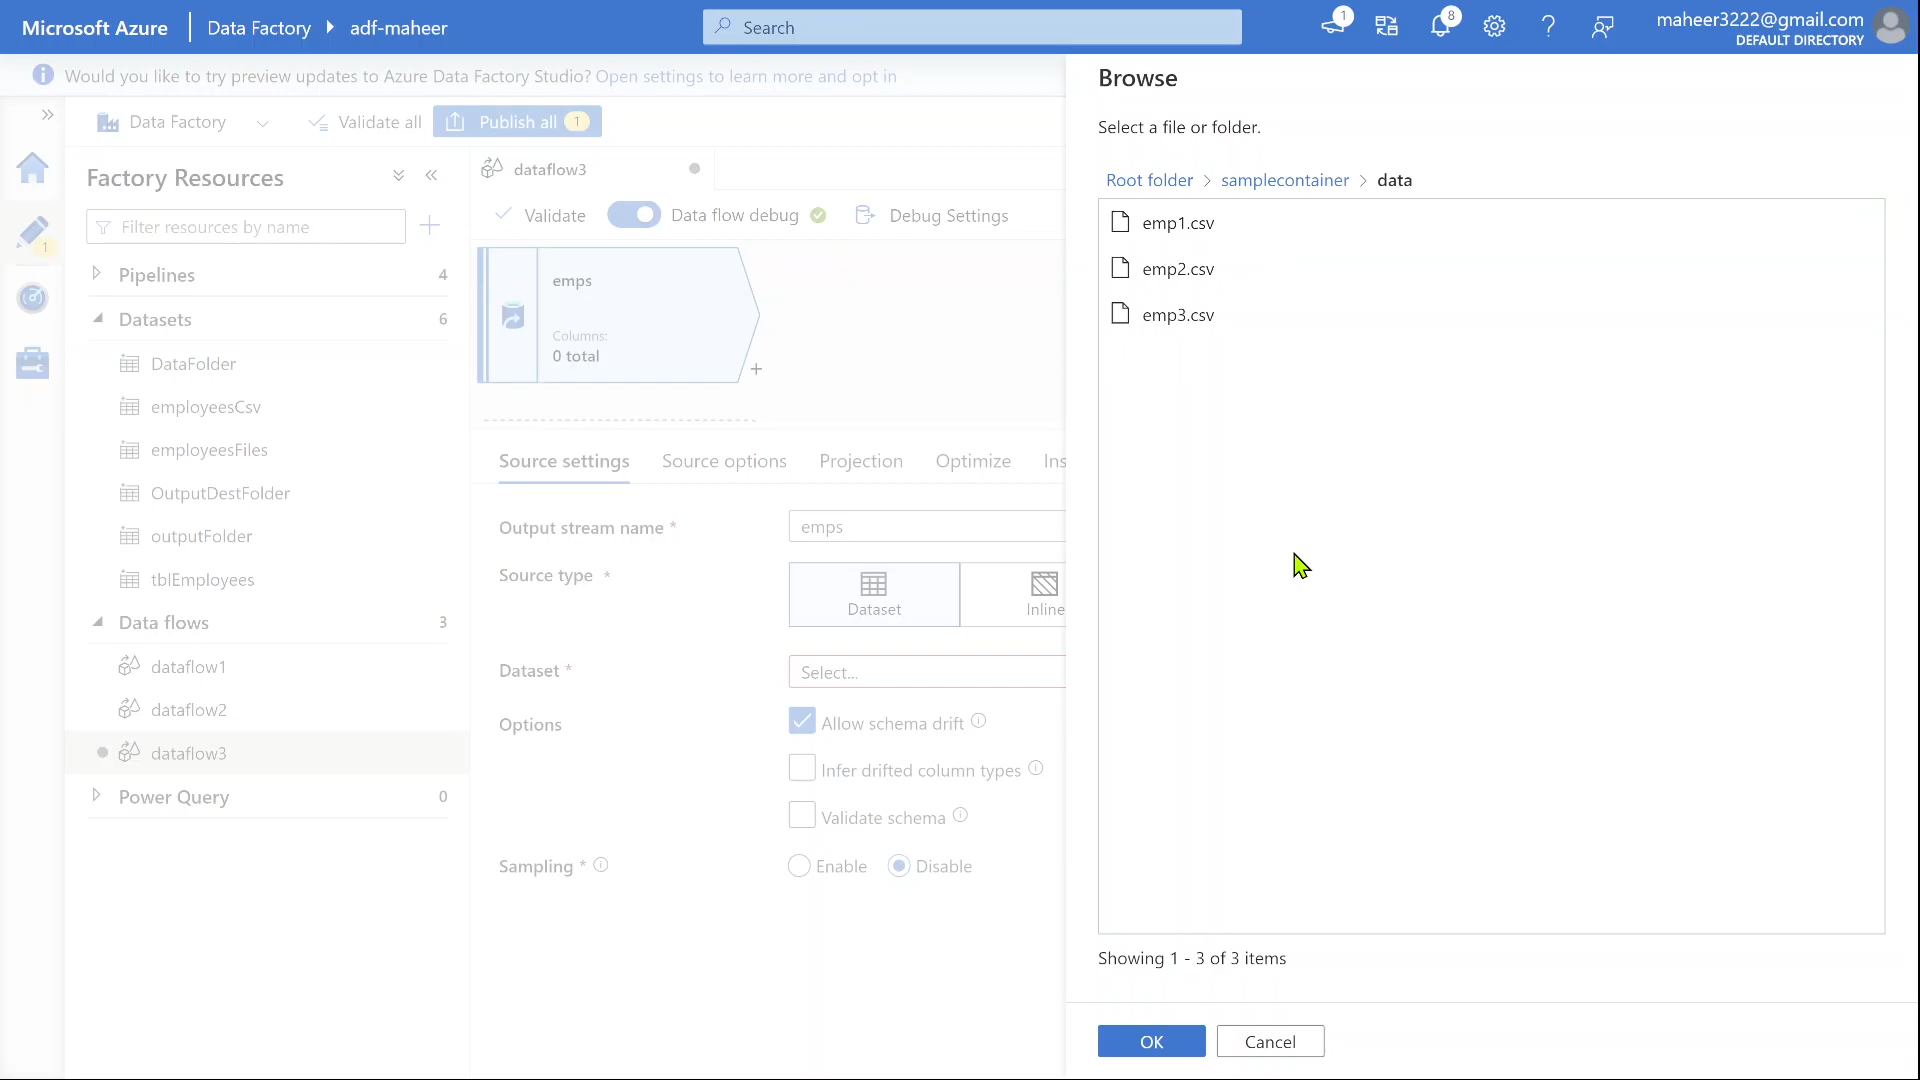 Microsoft Azure
Data Factory
adf-maheer
Search
1
8
maheer3222@gmail.com
DEFAULT DIRECTORY
Would you like to try preview updates to Azure Data Factory Studio? Open settings to learn more and opt in
Data Factory
Validate all
Publish all 1
Factory Resources
Filter resources by name
1
Pipelines 4
Datasets 6
DataFolder
employeesCsv
employeesFiles
OutputDestFolder
outputFolder
tblEmployees
Data flows 3
dataflow1
dataflow2
dataflow3
Power Query 0
dataflow3
Validate
Data flow debug
Debug Settings
emps
Columns:
0 total
+
Source settings
Source options
Projection
Optimize
Ins
Output stream name *
emps
Source type *
Dataset
Inline
Dataset *
Select...
Options
Allow schema drift
Infer drifted column types
Validate schema
Sampling *
Enable
Disable
Browse
Select a file or folder.
Root folder > samplecontainer > data
emp1.csv
emp2.csv
emp3.csv
Showing 1 - 3 of 3 items
OK
Cancel